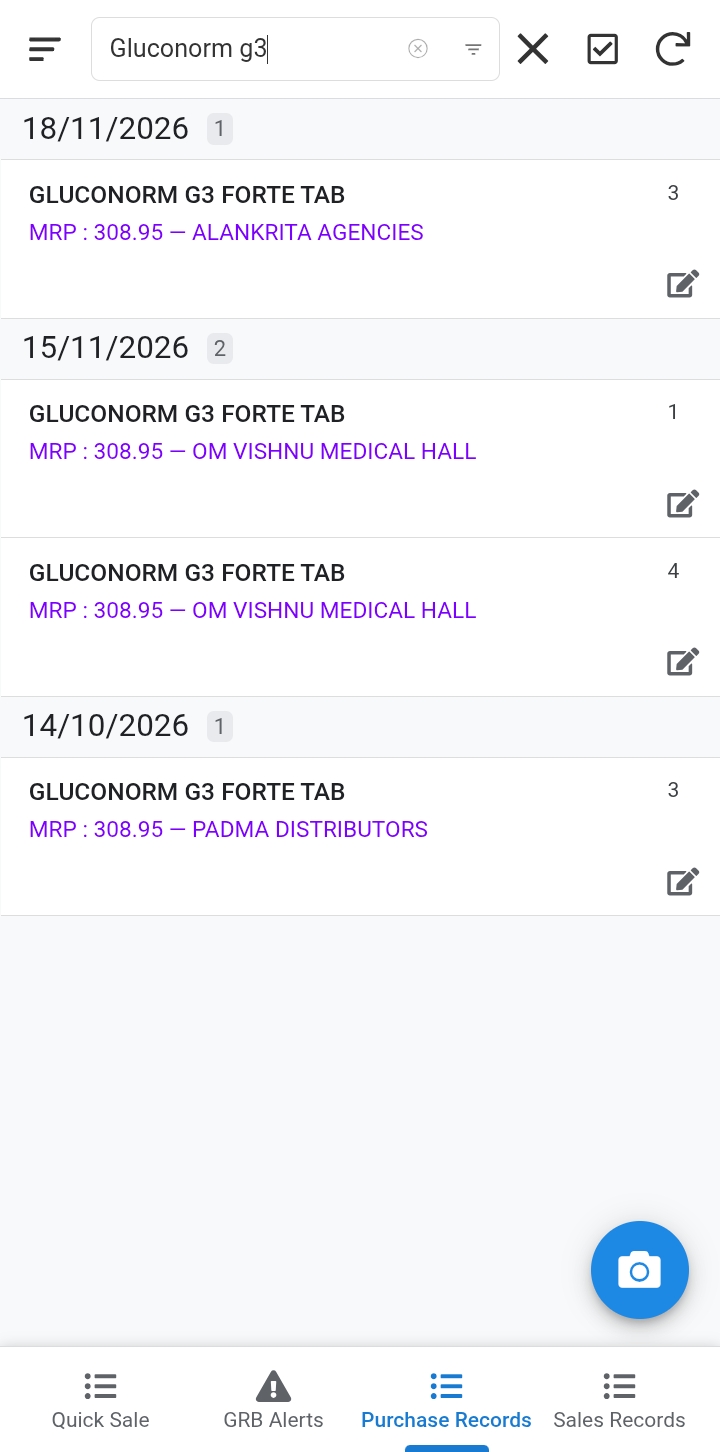 Gluconorm g3
18/11/2026 1
GLUCONORM G3 FORTE TAB 3
MRP : 308.95 — ALANKRITA AGENCIES
15/11/2026 2
GLUCONORM G3 FORTE TAB 1
MRP : 308.95 — OM VISHNU MEDICAL HALL
GLUCONORM G3 FORTE TAB 4
MRP : 308.95 — OM VISHNU MEDICAL HALL
14/10/2026 1
GLUCONORM G3 FORTE TAB 3
MRP : 308.95 — PADMA DISTRIBUTORS
Quick Sale GRB Alerts Purchase Records Sales Records